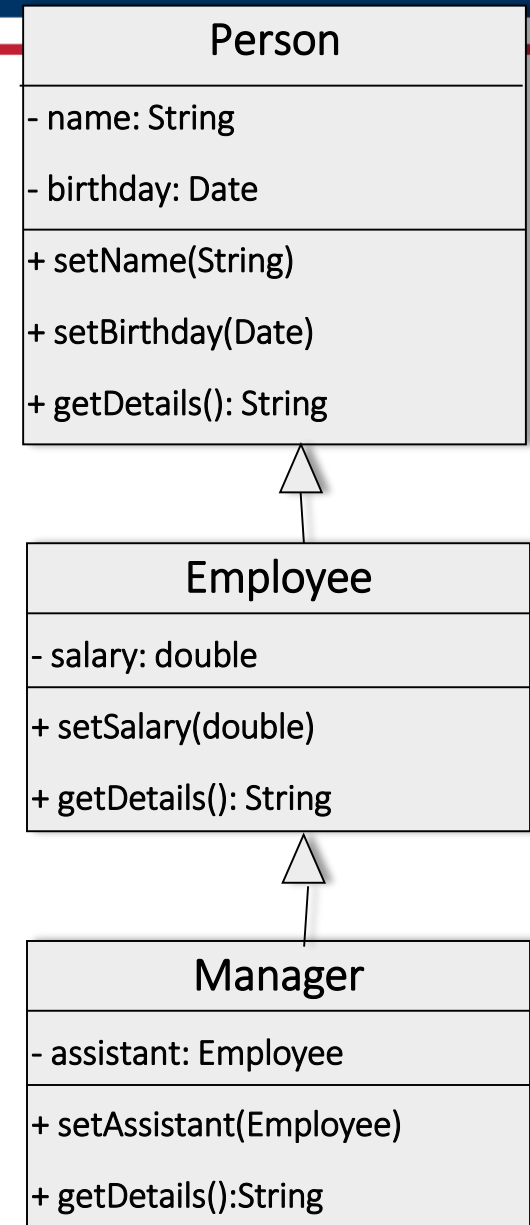 Person
- name: String
- birthday: Date
+ setName(String)
+ setBirthday(Date)
+ getDetails(): String
Employee
- salary: double
+ setSalary(double)
+ getDetails(): String
Manager
- assistant: Employee
+ setAssistant(Employee)
+ getDetails():String